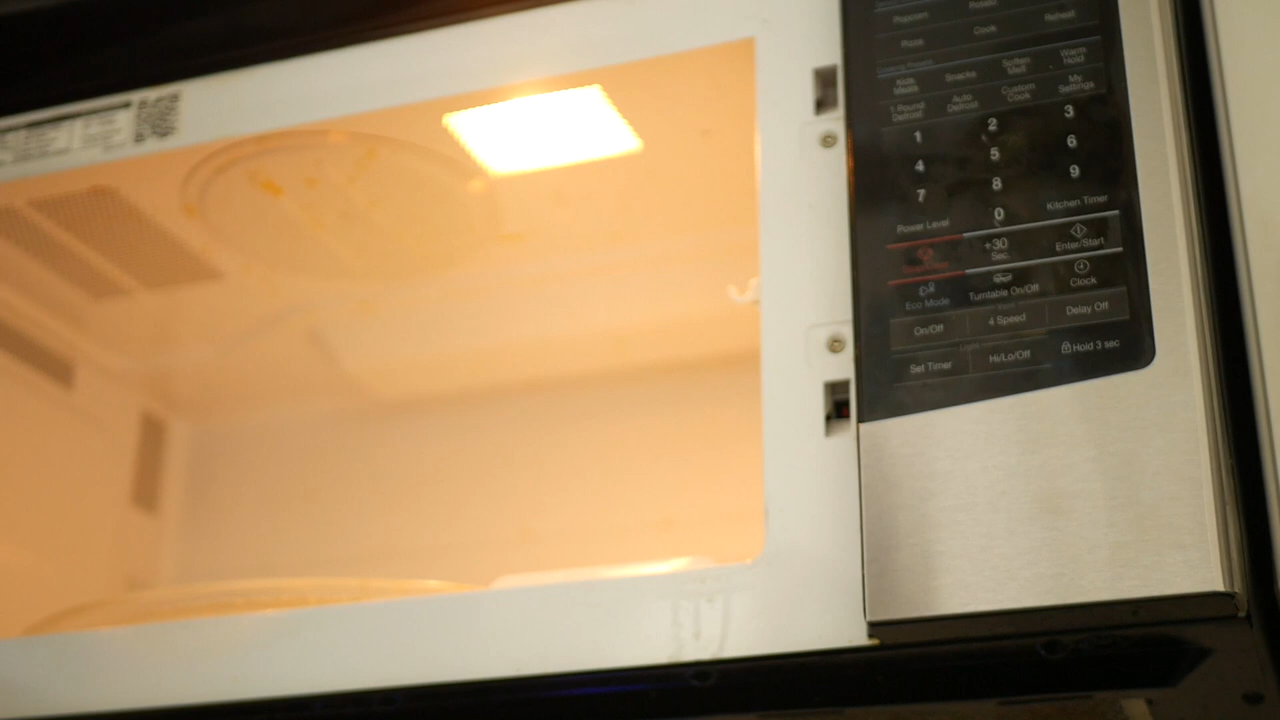 Popcorn Potato
Pizza Cook Reheat
Kids Meals Snacks Soften Melt Warm Hold
1 Pound Defrost Auto Defrost Custom Cook My Settings
1 2 3
4 5 6
7 8 9
Power Level 0 Kitchen Timer
+30 Sec. Enter/Start
Eco Mode Turntable On/Off Clock
On/Off 4 Speed Delay Off
Set Timer Hi/Lo/Off Hold 3 sec